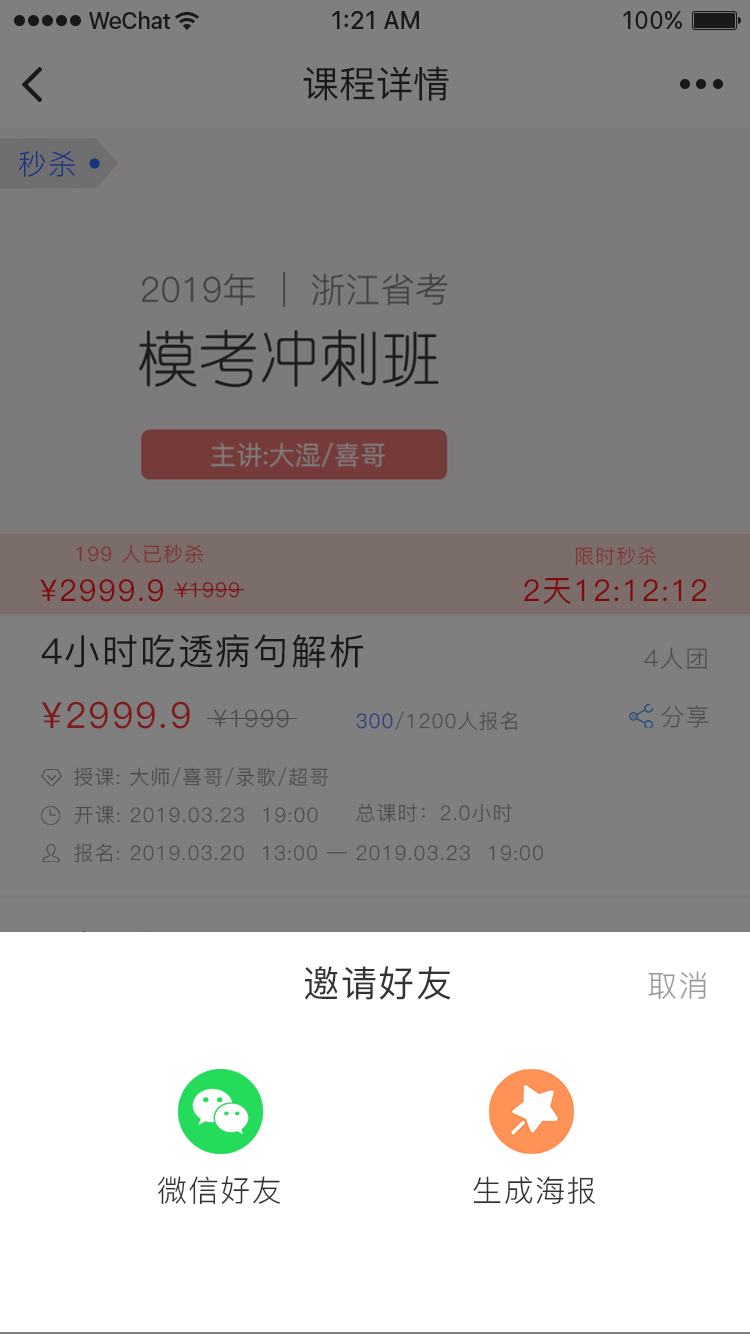 WeChat 1:21 AM 100%
课程详情
秒杀
2019年 | 浙江省考
模考冲刺班
主讲:大湿/喜哥
199 人已秒杀 限时秒杀
¥2999.9 ¥1999 2天12:12:12
4小时吃透病句解析 4人团
¥2999.9 ¥1999 300/1200人报名 分享
授课: 大师/喜哥/录歌/超哥
开课: 2019.03.23 19:00 总课时: 2.0小时
报名: 2019.03.20 13:00 — 2019.03.23 19:00
邀请好友 取消
微信好友 生成海报